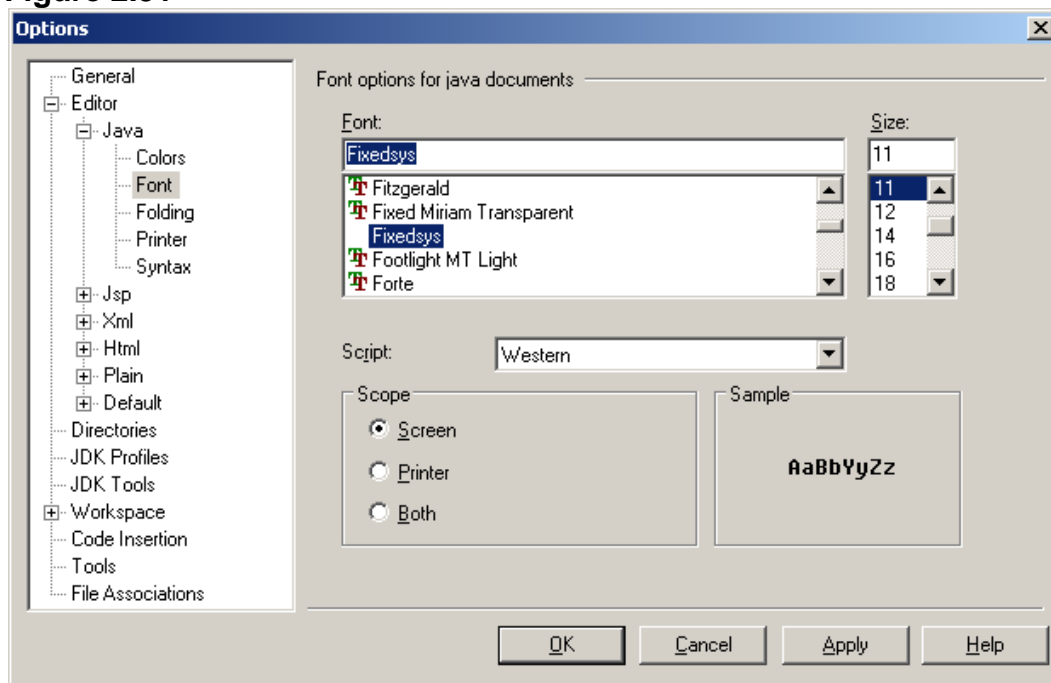 Options
General
Editor
Java
Colors
Font
Folding
Printer
Syntax
Jsp
Xml
Html
Plain
Default
Directories
JDK Profiles
JDK Tools
Workspace
Code Insertion
Tools
File Associations
Font options for java documents
Font:
Fixedsys
Fitzgerald
Fixed Miriam Transparent
Fixedsys
Footlight MT Light
Forte
Size:
11
11
12
14
16
18
Script:
Western
Scope
Screen
Printer
Both
Sample
AaBbYyZz
OK
Cancel
Apply
Help